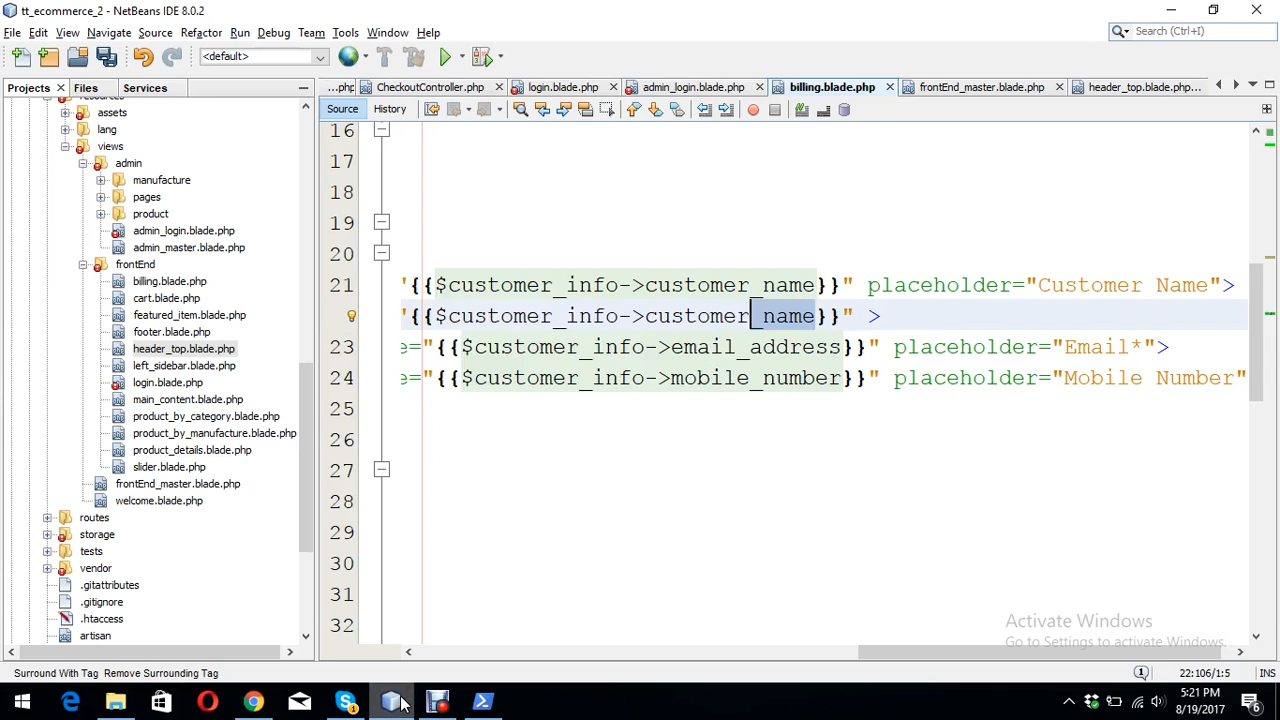 tt_ecommerce_2 - NetBeans IDE 8.0.2
File Edit View Navigate Source Refactor Run Debug Team Tools Window Help
Search (Ctrl+I)
<default>
Projects Files Services
...php CheckoutController.php login.blade.php admin_login.blade.php billing.blade.php frontEnd_master.blade.php header_top.blade.php...
Source History
resources
assets
lang
views
admin
manufacture
pages
product
admin_login.blade.php
admin_master.blade.php
frontEnd
billing.blade.php
cart.blade.php
featured_item.blade.php
footer.blade.php
header_top.blade.php
left_sidebar.blade.php
login.blade.php
main_content.blade.php
product_by_category.blade.php
product_by_manufacture.blade.php
product_details.blade.php
slider.blade.php
frontEnd_master.blade.php
welcome.blade.php
routes
storage
tests
vendor
.gitattributes
.gitignore
.htaccess
artisan
16
17
18
19
20
21 "{{$customer_info->customer_name}}" placeholder="Customer Name">
"{{$customer_info->customer_name}}" >
23 e="{{$customer_info->email_address}}" placeholder="Email*">
24 e="{{$customer_info->mobile_number}}" placeholder="Mobile Number"
25
26
27
28
29
30
31
32
Activate Windows
Go to Settings to activate Windows.
Surround With Tag Remove Surrounding Tag
1
22:106/1:5 INS
5:21 PM
8/19/2017
6